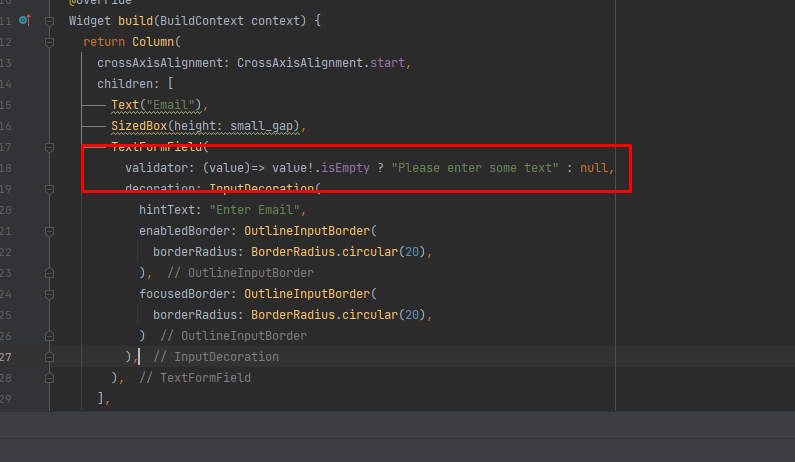 @override
11 Widget build(BuildContext context) {
12 return Column(
13 crossAxisAlignment: CrossAxisAlignment.start,
14 children: [
15 Text("Email"),
16 SizedBox(height: small_gap),
17 TextFormField(
18 validator: (value)=> value!.isEmpty ? "Please enter some text" : null,
19 decoration: InputDecoration(
20 hintText: "Enter Email",
21 enabledBorder: OutlineInputBorder(
22 borderRadius: BorderRadius.circular(20),
23 ), // OutlineInputBorder
24 focusedBorder: OutlineInputBorder(
25 borderRadius: BorderRadius.circular(20),
26 ) // OutlineInputBorder
27 ), // InputDecoration
28 ), // TextFormField
29 ],